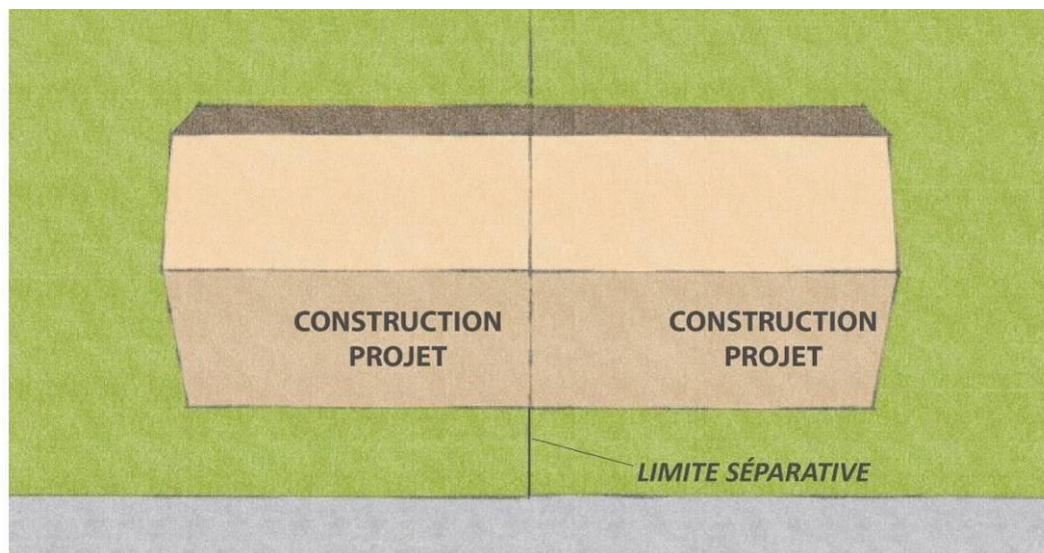 CONSTRUCTION
PROJET
CONSTRUCTION
PROJET
LIMITE SÉPARATIVE